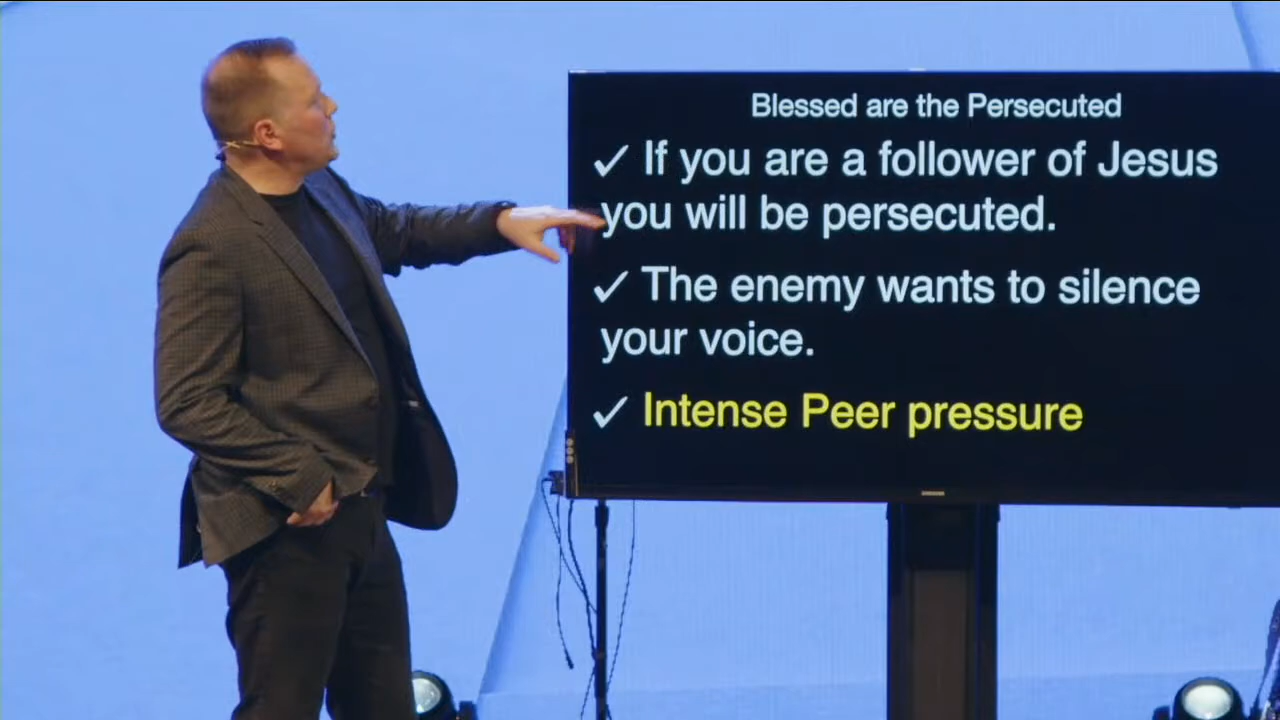 Blessed are the Persecuted
✓ If you are a follower of Jesus
you will be persecuted.
✓ The enemy wants to silence
your voice.
✓ Intense Peer pressure